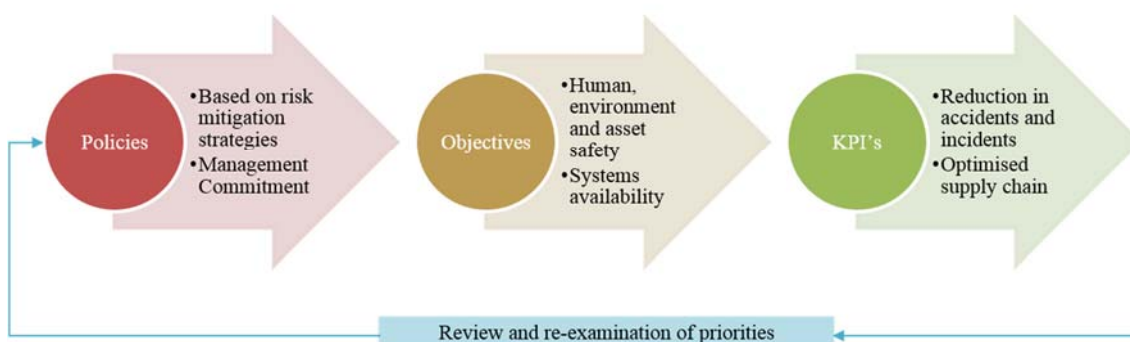 Policies
•Based on risk
mitigation
strategies
•Management
Commitment
Objectives
•Human,
environment
and asset
safety
•Systems
availability
KPI's
•Reduction in
accidents and
incidents
•Optimised
supply chain
Review and re-examination of priorities